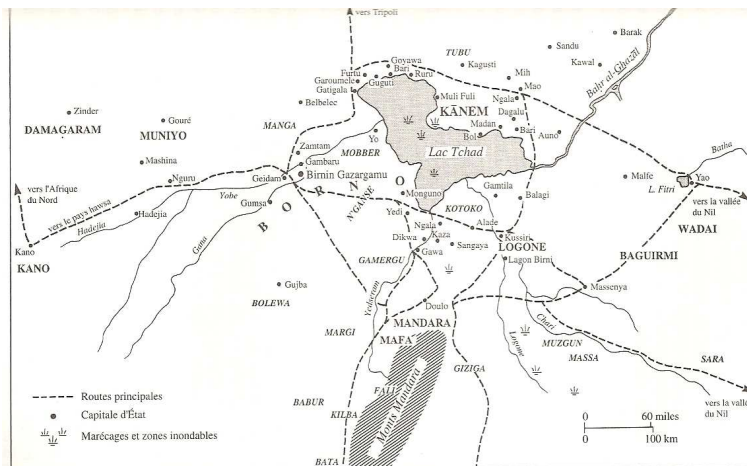 vers Tripoli
Barak
Sandu
Kawal
TUBU
Kagusti
Goyawa
Bari
Ruru
Furtu
Guguti
Garoumele
Gatigala
Mih
Mao
Bahr al-Ghazāl
Belbelec
Muli Fuli
Ngala
KĀNEM
Dagalu
Madan
Bari
Bol
Auno
Zinder
DAMAGARAM
Gouré
MUNIYO
MANGA
Yo
MOBBER
Lac Tchad
Zamtam
Gambaru
Mashina
Nguru
Geidam
Birnin Gazargamu
Batha
Malfe
Yao
L. Fitri
vers l'Afrique
du Nord
vers le pays hawsa
Yobe
Hadejia
Hadejia
Gumsa
BORNO
N'GANNE
Monguno
Gamtila
Balagi
vers la vallée
du Nil
WADAI
Yedi
KOTOKO
Ngala
Alade
Kano
KANO
Gana
Dikwa
Kaza
Sangaya
Kussiri
LOGONE
Gawa
Lagon Birni
GAMERGU
BAGUIRMI
Gujba
BOLEWA
Yedseram
Massenya
Doulo
MARGI
MANDARA
MAFA
Logone
Chari
MUZGUN
MASSA
SARA
GIZIGA
FALI
Monts Mandara
BABUR
KILBA
BATA
vers la vallée
du Nil
Routes principales
Capitale d'État
Marécages et zones inondables
0 60 miles
0 100 km